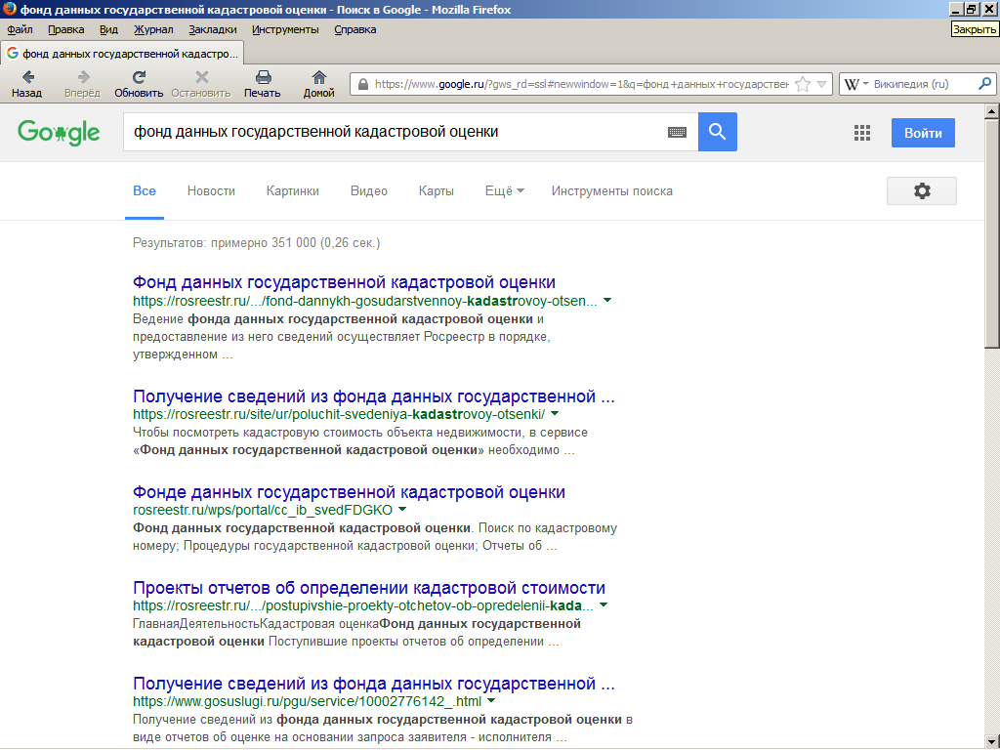 фонд данных государственной кадастровой оценки - Поиск в Google - Mozilla Firefox
Файл Правка Вид Журнал Закладки Инструменты Справка
Закрыть
фонд данных государственной кадастро...
Назад Вперёд Обновить Остановить Печать Домой
https://www.google.ru/?gws_rd=ssl#newwindow=1&q=фонд+данных+государствен
W Википедия (ru)
Google
фонд данных государственной кадастровой оценки
Войти
Все Новости Картинки Видео Карты Ещё Инструменты поиска
Результатов: примерно 351 000 (0,26 сек.)
Фонд данных государственной кадастровой оценки
https://rosreestr.ru/.../fond-dannykh-gosudarstvennoy-kadastrovoy-otsen...
Ведение фонда данных государственной кадастровой оценки и
предоставление из него сведений осуществляет Росреестр в порядке,
утвержденном ...
Получение сведений из фонда данных государственной ...
https://rosreestr.ru/site/ur/poluchit-svedeniya-kadastrovoy-otsenki/
Чтобы посмотреть кадастровую стоимость объекта недвижимости, в сервисе
«Фонд данных государственной кадастровой оценки» необходимо ...
Фонде данных государственной кадастровой оценки
rosreestr.ru/wps/portal/cc_ib_svedFDGKO
Фонд данных государственной кадастровой оценки. Поиск по кадастровому
номеру; Процедуры государственной кадастровой оценки; Отчеты об ...
Проекты отчетов об определении кадастровой стоимости
https://rosreestr.ru/.../postupivshie-proekty-otchetov-ob-opredelenii-kada...
ГлавнаяДеятельностьКадастровая оценкаФонд данных государственной
кадастровой оценки Поступившие проекты отчетов об определении ...
Получение сведений из фонда данных государственной ...
https://www.gosuslugi.ru/pgu/service/10002776142_.html
Получение сведений из фонда данных государственной кадастровой оценки в
виде отчетов об оценке на основании запроса заявителя - исполнителя ...